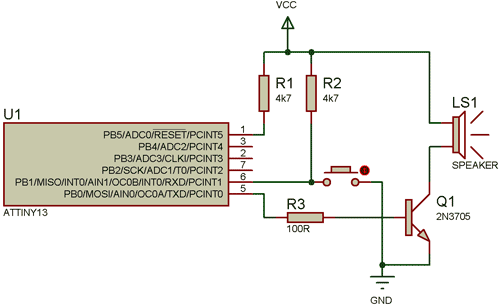 VCC
R1
4k7
R2
4k7
LS1
SPEAKER
U1
PB5/ADC0/RESET/PCINT5 1
PB4/ADC2/PCINT4 3
PB3/ADC3/CLKI/PCINT3 2
PB2/SCK/ADC1/T0/PCINT2 7
PB1/MISO/INT0/AIN1/OC0B/INT0/RXD/PCINT1 6
PB0/MOSI/AIN0/OC0A/TXD/PCINT0 5
ATTINY13
R3
100R
Q1
2N3705
GND